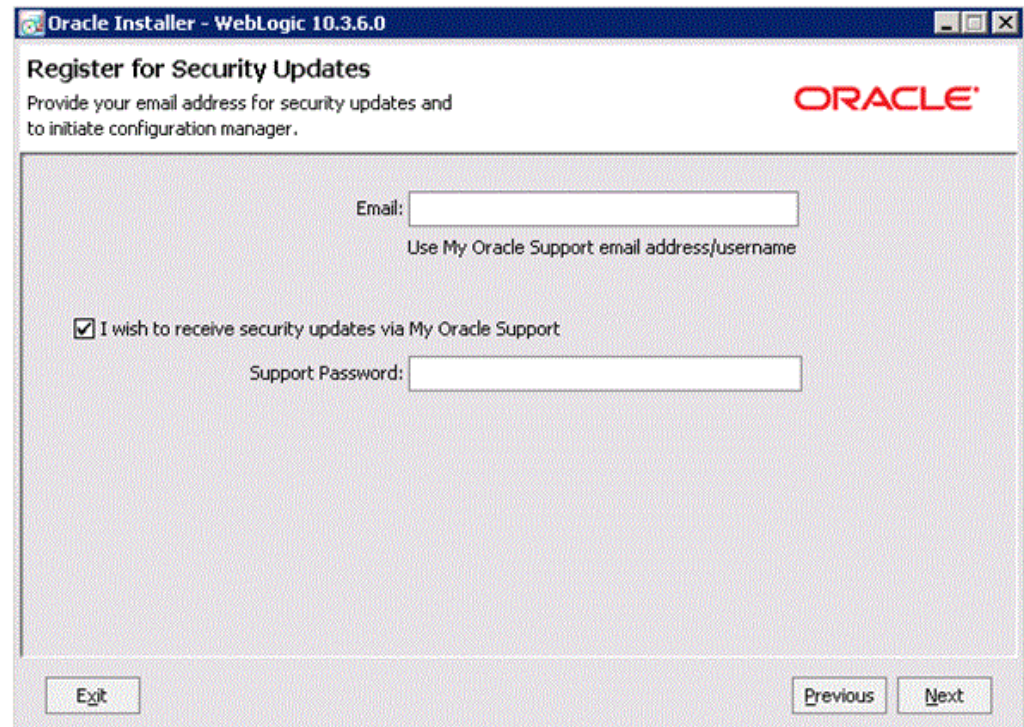 Oracle Installer - WebLogic 10.3.6.0
Register for Security Updates
Provide your email address for security updates and
to initiate configuration manager.
ORACLE
Email:
Use My Oracle Support email address/username
I wish to receive security updates via My Oracle Support
Support Password:
Exit
Previous
Next